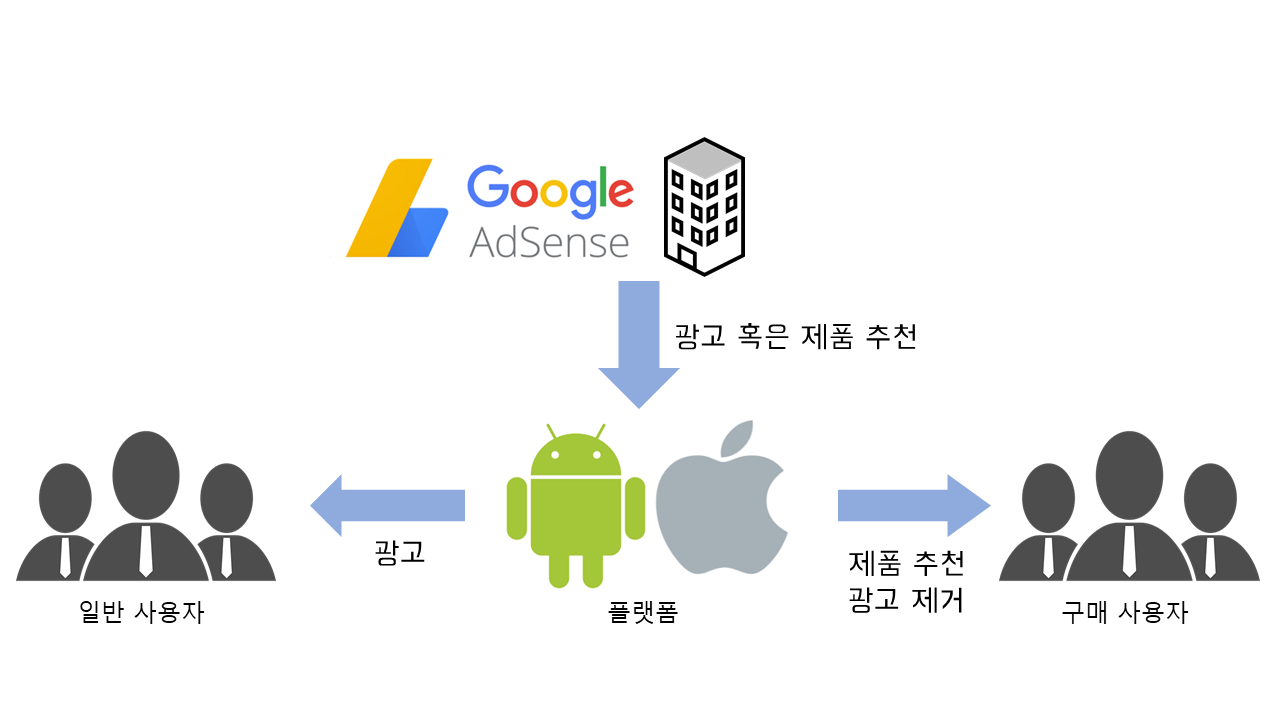 Google
AdSense
광고 혹은 제품 추천
광고
제품 추천
광고 제거
일반 사용자
플랫폼
구매 사용자